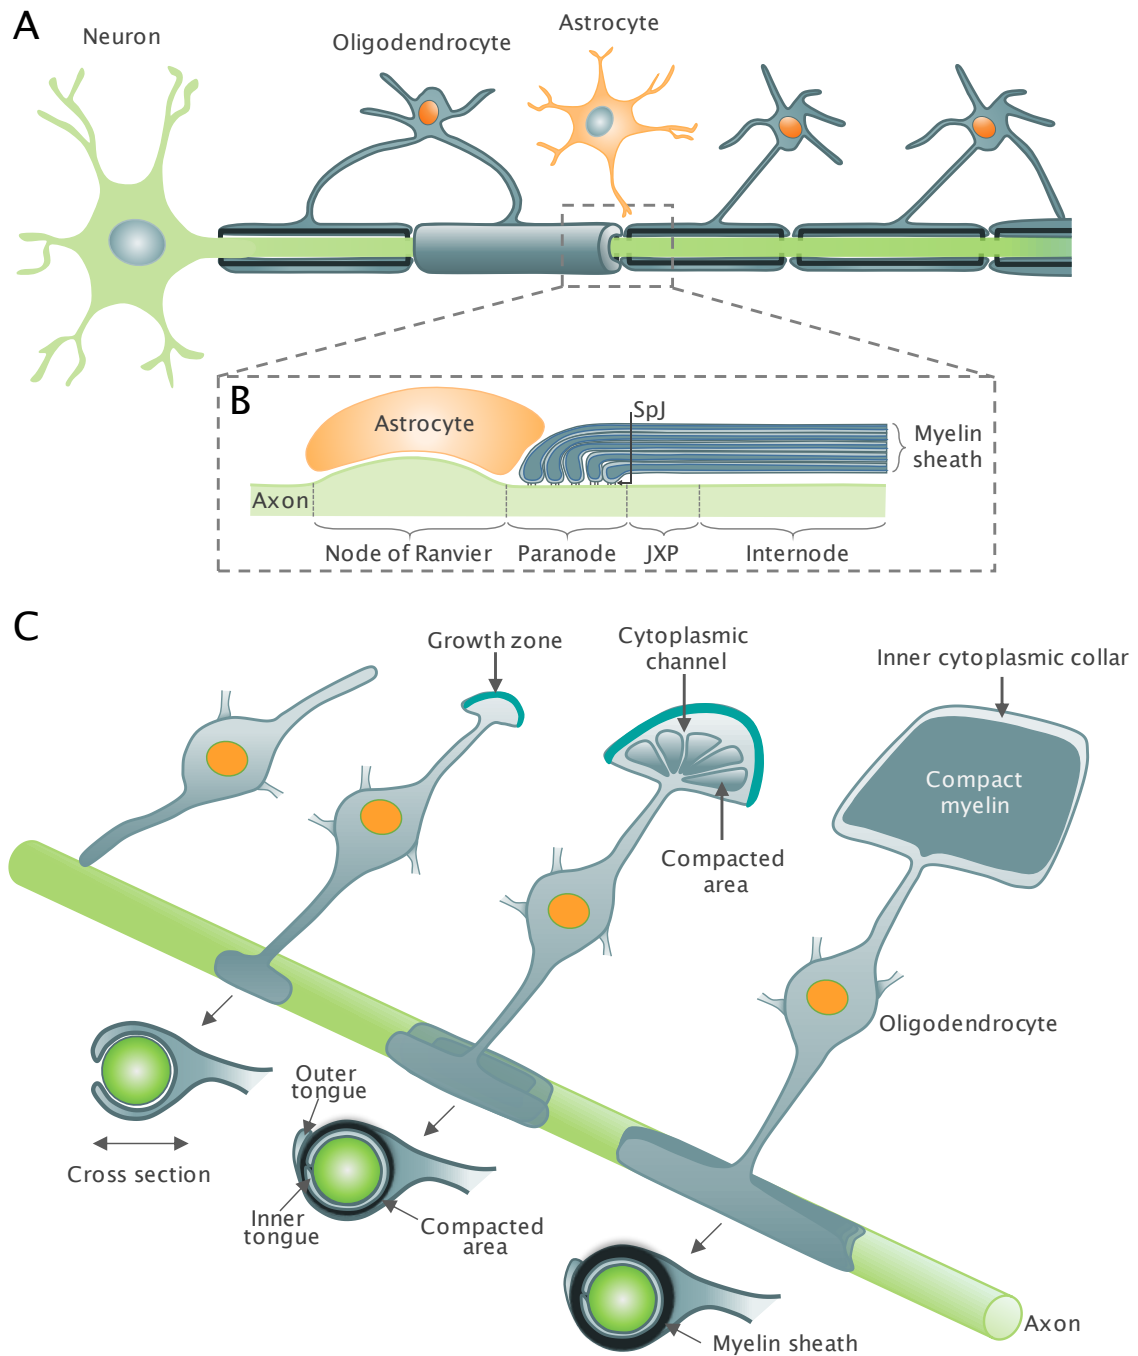 A
Neuron
Oligodendrocyte
Astrocyte
B
Astrocyte
SpJ
Myelin
sheath
Axon
Node of Ranvier
Paranode
JXP
Internode
C
Growth zone
Cytoplasmic
channel
Inner cytoplasmic collar
Compact
myelin
Compacted
area
Oligodendrocyte
Outer
tongue
Cross section
Inner
tongue
Compacted
area
Myelin sheath
Axon